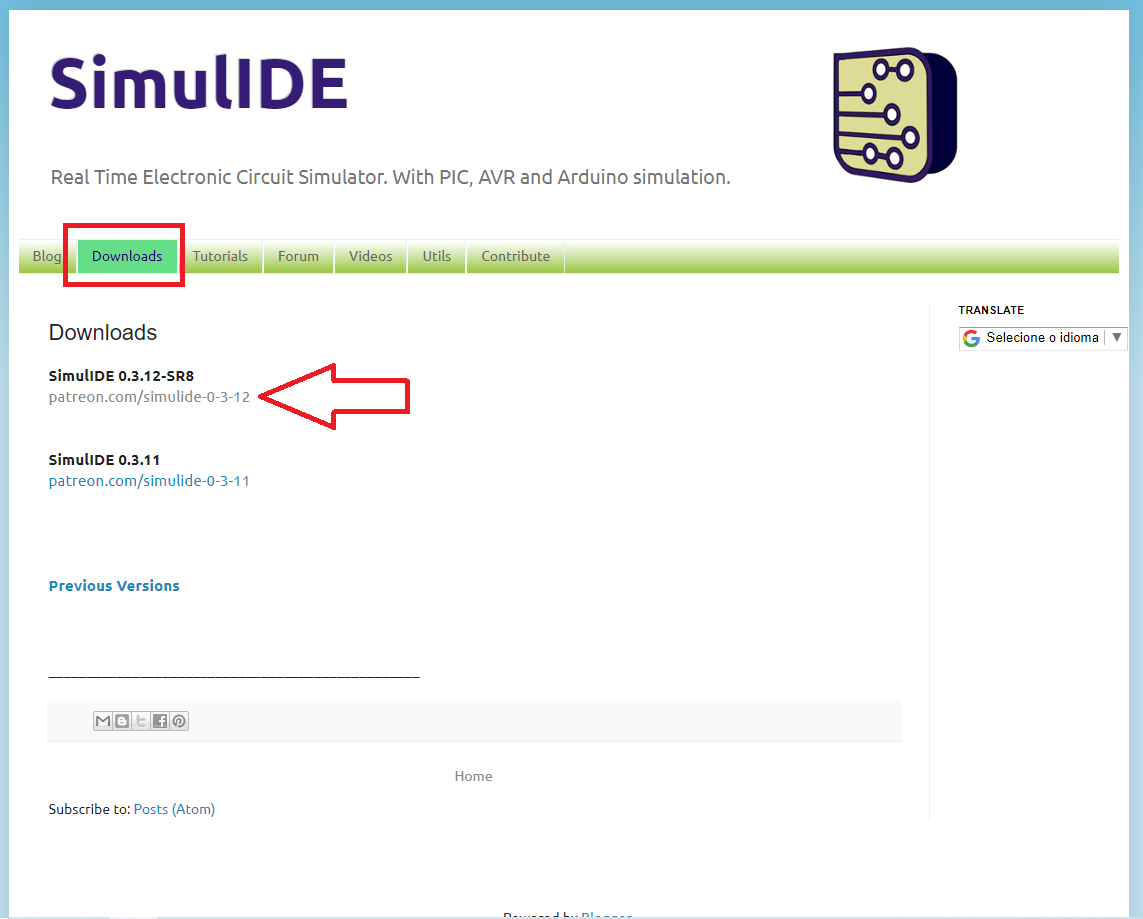 SimulIDE
Real Time Electronic Circuit Simulator. With PIC, AVR and Arduino simulation.
Blog Downloads Tutorials Forum Videos Utils Contribute
TRANSLATE
Selecione o idioma
Downloads
SimulIDE 0.3.12-SR8
patreon.com/simulide-0-3-12
SimulIDE 0.3.11
patreon.com/simulide-0-3-11
Previous Versions
Home
Subscribe to: Posts (Atom)
Powered by Blogger